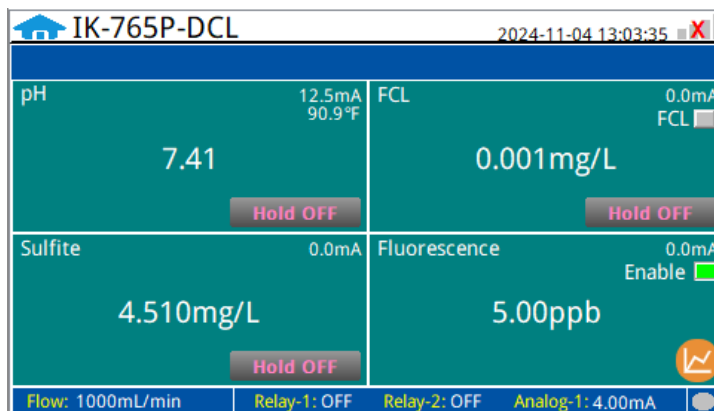 IK-765P-DCL
2024-11-04 13:03:35
pH
12.5mA
90.9°F
7.41
Hold OFF
FCL
0.0mA
FCL
0.001mg/L
Hold OFF
Sulfite
0.0mA
4.510mg/L
Hold OFF
Fluorescence
0.0mA
Enable
5.00ppb
Flow: 1000mL/min Relay-1: OFF Relay-2: OFF Analog-1: 4.00mA